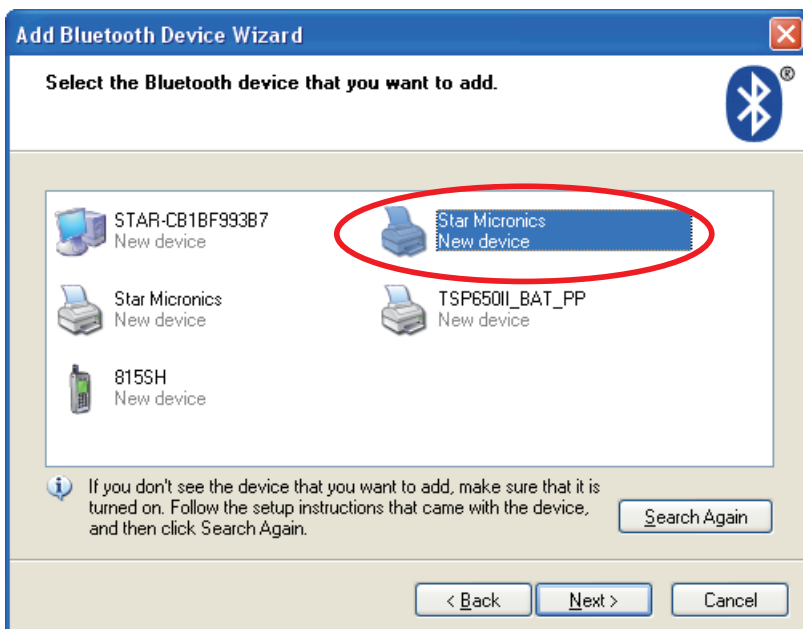 Add Bluetooth Device Wizard
Select the Bluetooth device that you want to add.
®
STAR-CB1BF993B7
New device
Star Micronics
New device
Star Micronics
New device
TSP650II_BAT_PP
New device
815SH
New device
If you don't see the device that you want to add, make sure that it is
turned on. Follow the setup instructions that came with the device,
and then click Search Again.
Search Again
< Back
Next >
Cancel